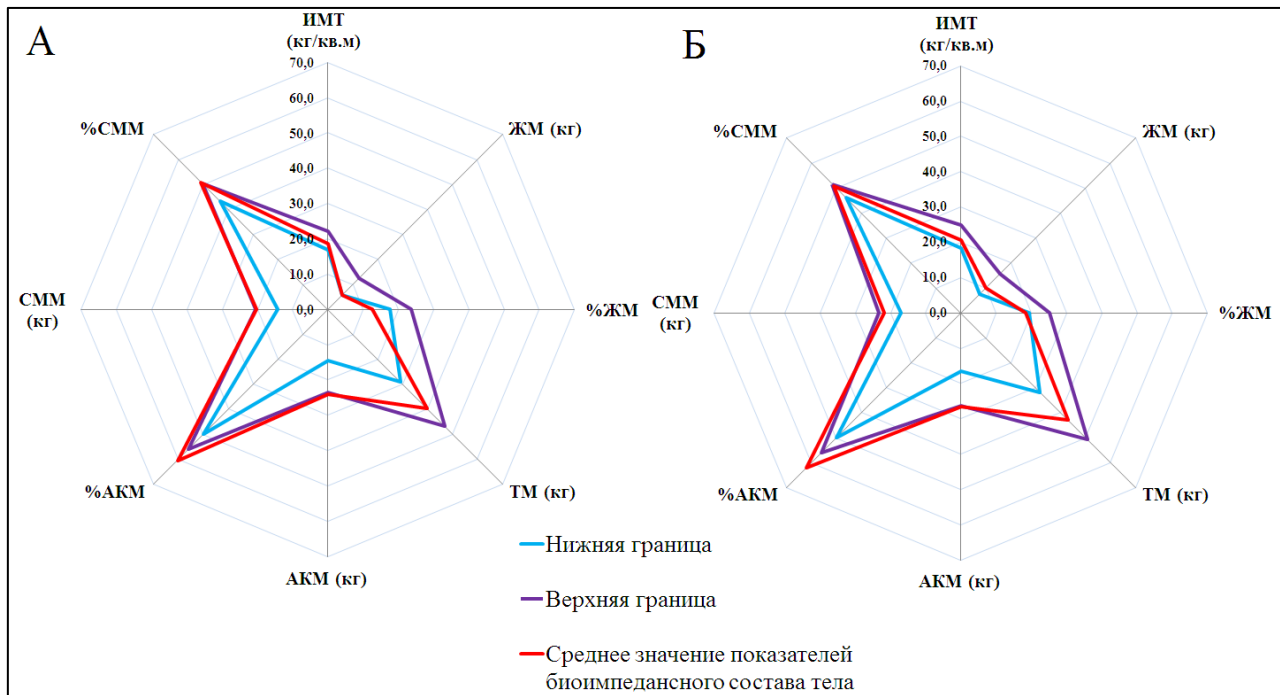 А
ИМТ
(кг/кв.м)
70,0
60,0
50,0
40,0
30,0
20,0
10,0
0,0
ЖМ (кг)
%ЖМ
ТМ (кг)
АКМ (кг)
%АКМ
СММ
(кг)
%СММ
Б
ИМТ
(кг/кв.м)
70,0
60,0
50,0
40,0
30,0
20,0
10,0
0,0
ЖМ (кг)
%ЖМ
ТМ (кг)
АКМ (кг)
%АКМ
СММ
(кг)
%СММ
Нижняя граница
Верхняя граница
Среднее значение показателей
биоимпедансного состава тела